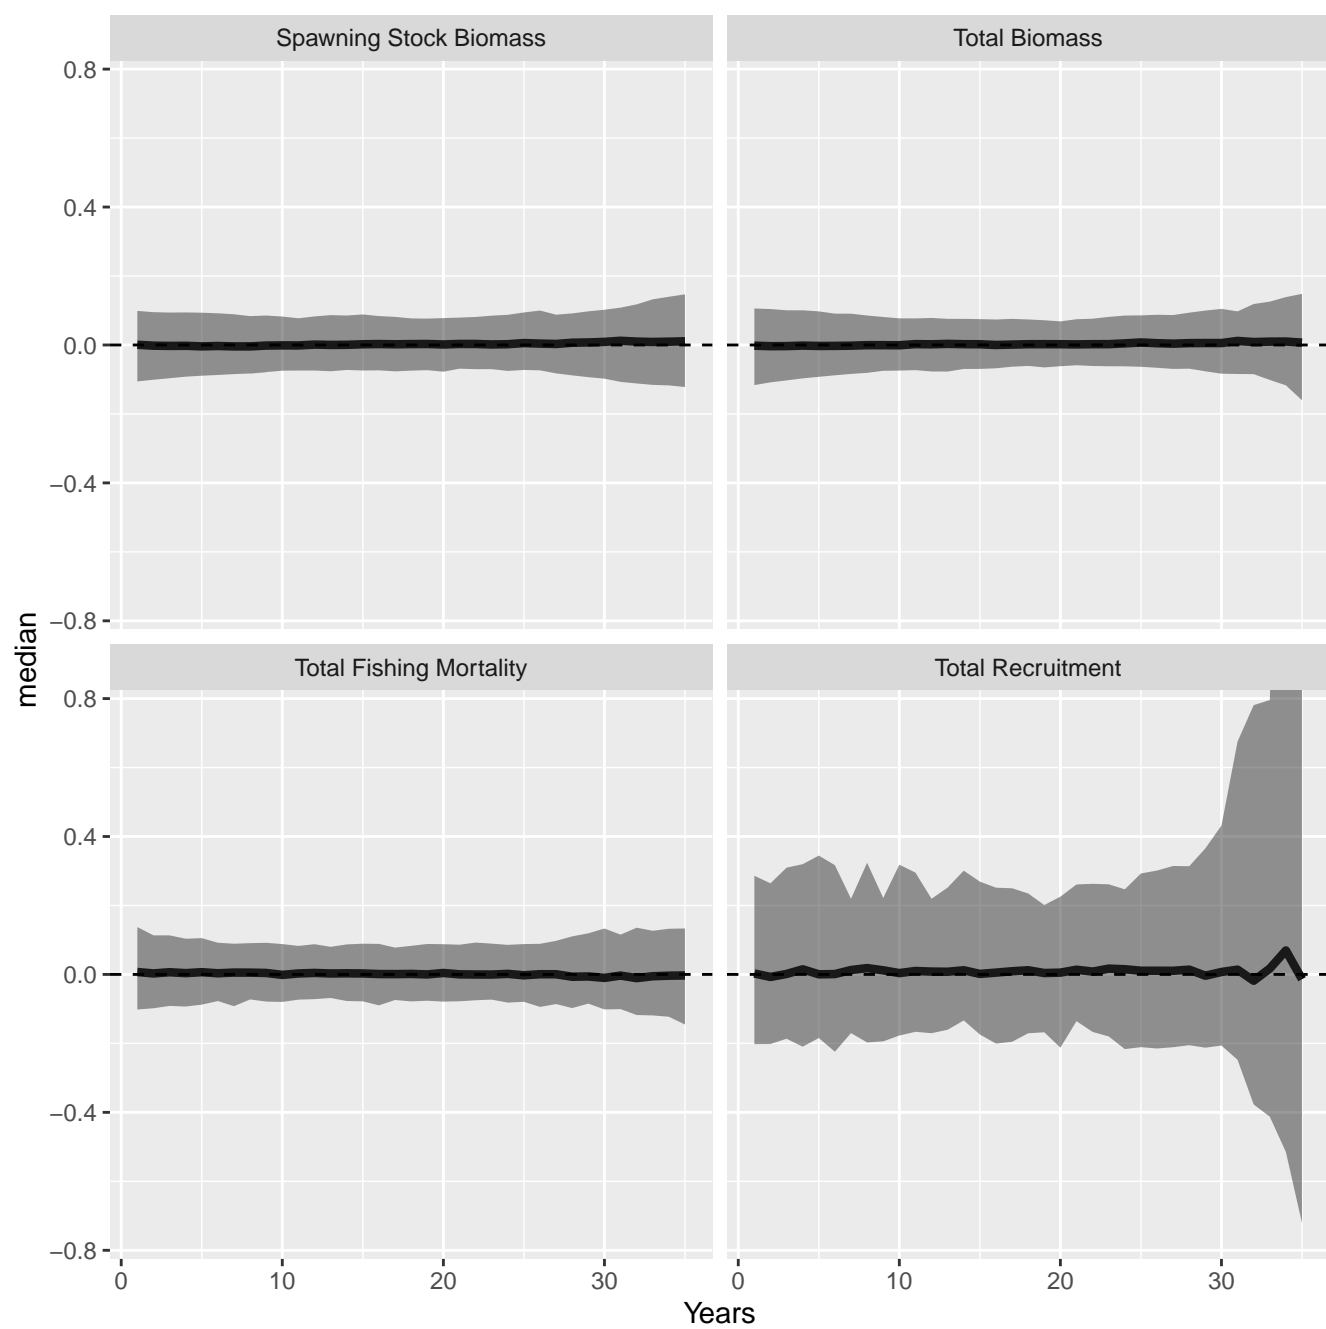 Spawning Stock Biomass
Total Biomass
0.8
0.4
0.0
−0.4
−0.8
Total Fishing Mortality
Total Recruitment
0.8
0.4
0.0
−0.4
−0.8
median
0 10 20 30
0 10 20 30
Years